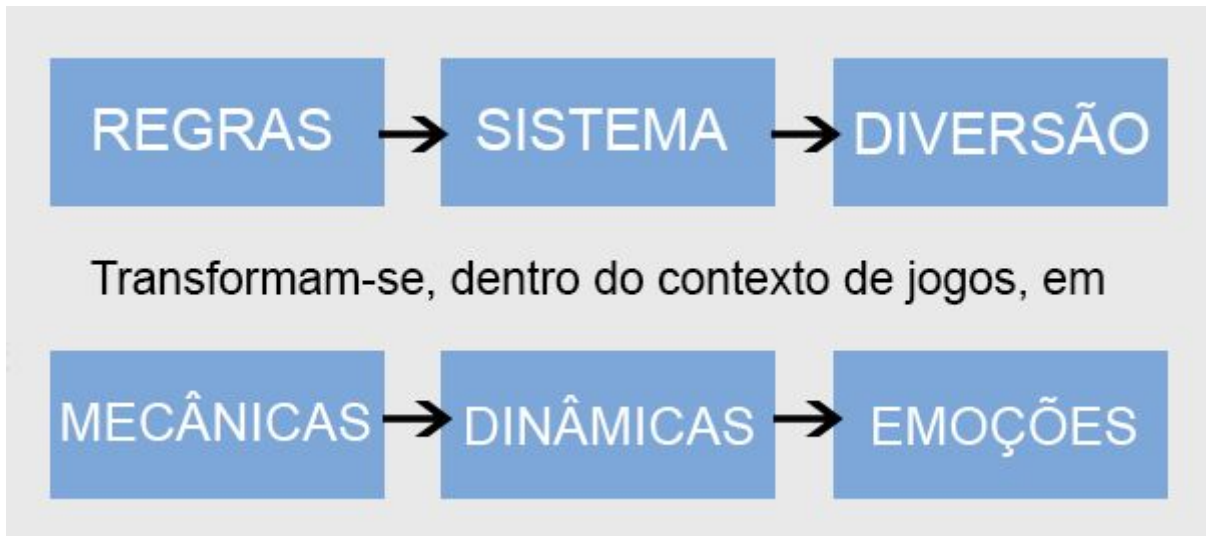 REGRAS SISTEMA DIVERSÃO
Transformam-se, dentro do contexto de jogos, em
MECÂNICAS DINÂMICAS EMOÇÕES